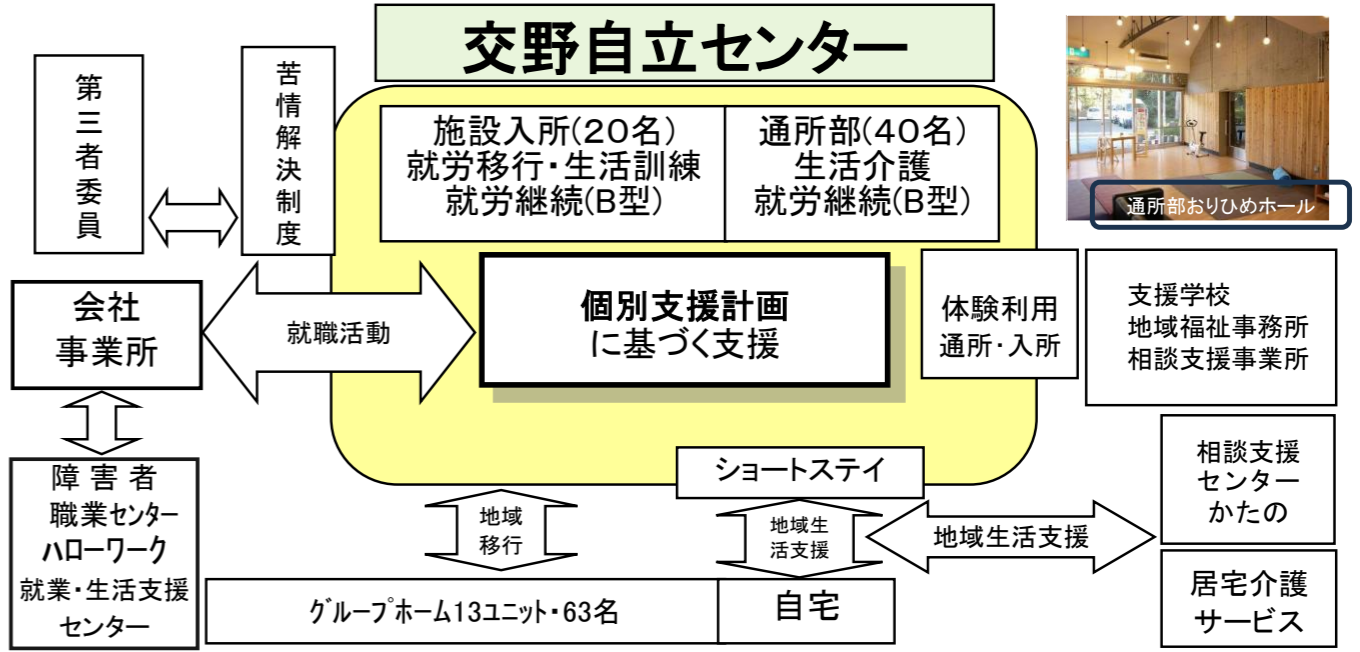 交野自立センター
第三者委員
苦情解決制度
施設入所(20名)
就労移行・生活訓練
就労継続(B型)
通所部(40名)
生活介護
就労継続(B型)
通所部おりひめホール
会社
事業所
就職活動
個別支援計画
に基づく支援
体験利用
通所・入所
支援学校
地域福祉事務所
相談支援事業所
障害者
職業センター
ハローワーク
就業・生活支援
センター
ショートステイ
地域
移行
地域生
活支援
地域生活支援
相談支援
センター
かたの
グループホーム13ユニット・63名
自宅
居宅介護
サービス